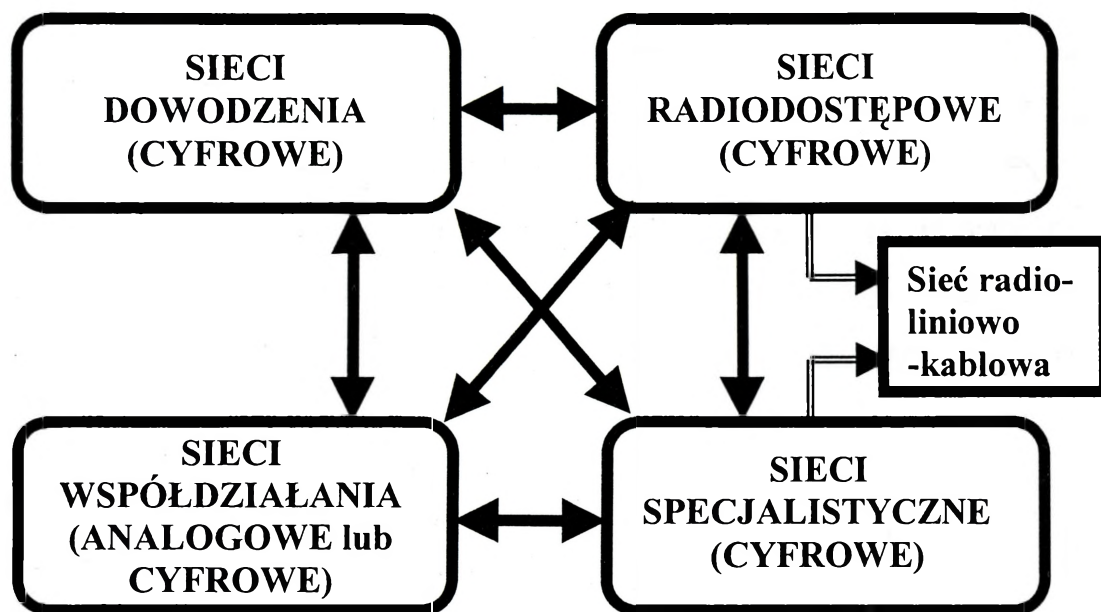 SIECI
DOWODZENIA
(CYFROWE)
SIECI
RADIODOSTĘPOWE
(CYFROWE)
Sieć radio-
liniowo
-kablowa
SIECI
WSPÓŁDZIAŁANIA
(ANALOGOWE lub
CYFROWE)
SIECI
SPECJALISTYCZNE
(CYFROWE)